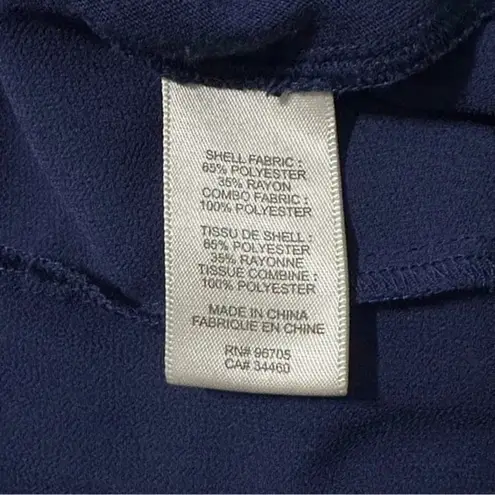 SHELL FABRIC :
65% POLYESTER
35% RAYON
COMBO FABRIC :
100% POLYESTER
TISSU DE SHELL :
65% POLYESTER
35% RAYONNE
TISSUE COMBINE :
100% POLYESTER
MADE IN CHINA
FABRIQUE EN CHINE
RN# 96705
CA# 34460